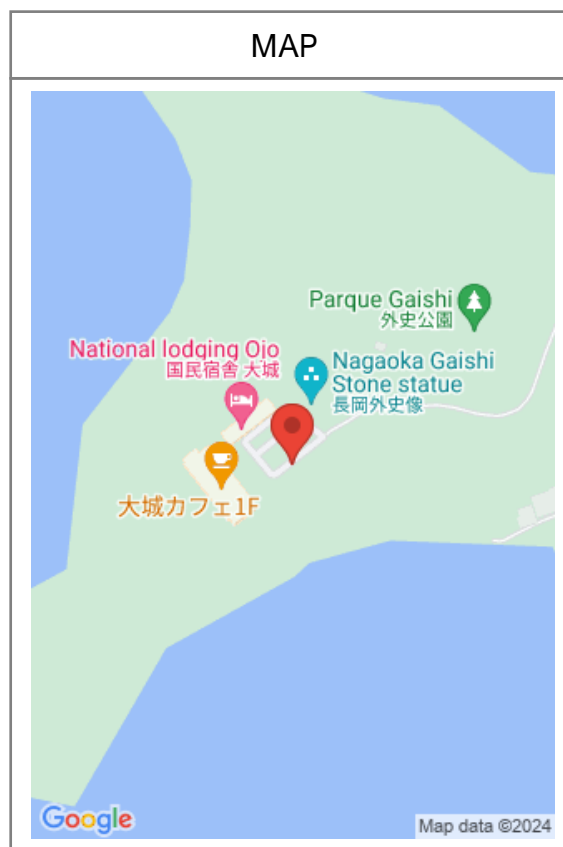 MAP
Parque Gaishi
外史公園
National lodging Ojo
国民宿舎 大城
Nagaoka Gaishi
Stone statue
長岡外史像
大城カフェ1F
Google
Map data ©2024